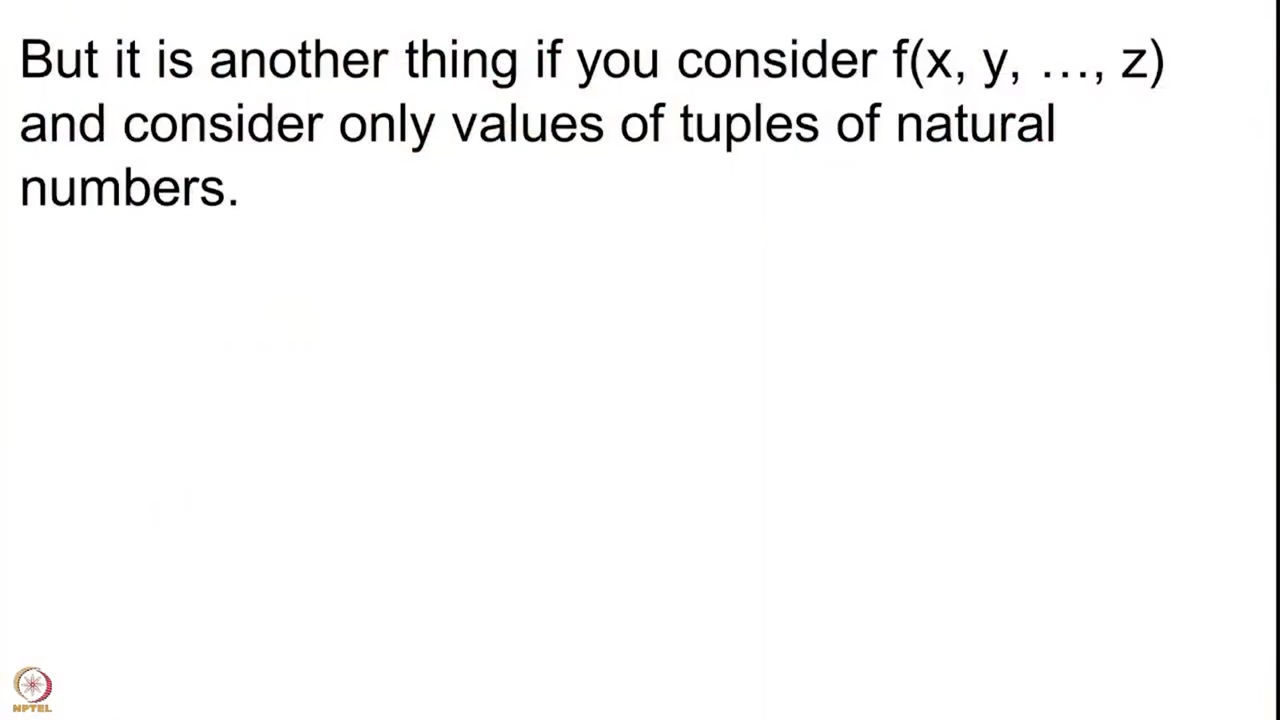 But it is another thing if you consider f(x, y, …, z)
and consider only values of tuples of natural
numbers.
NPTEL